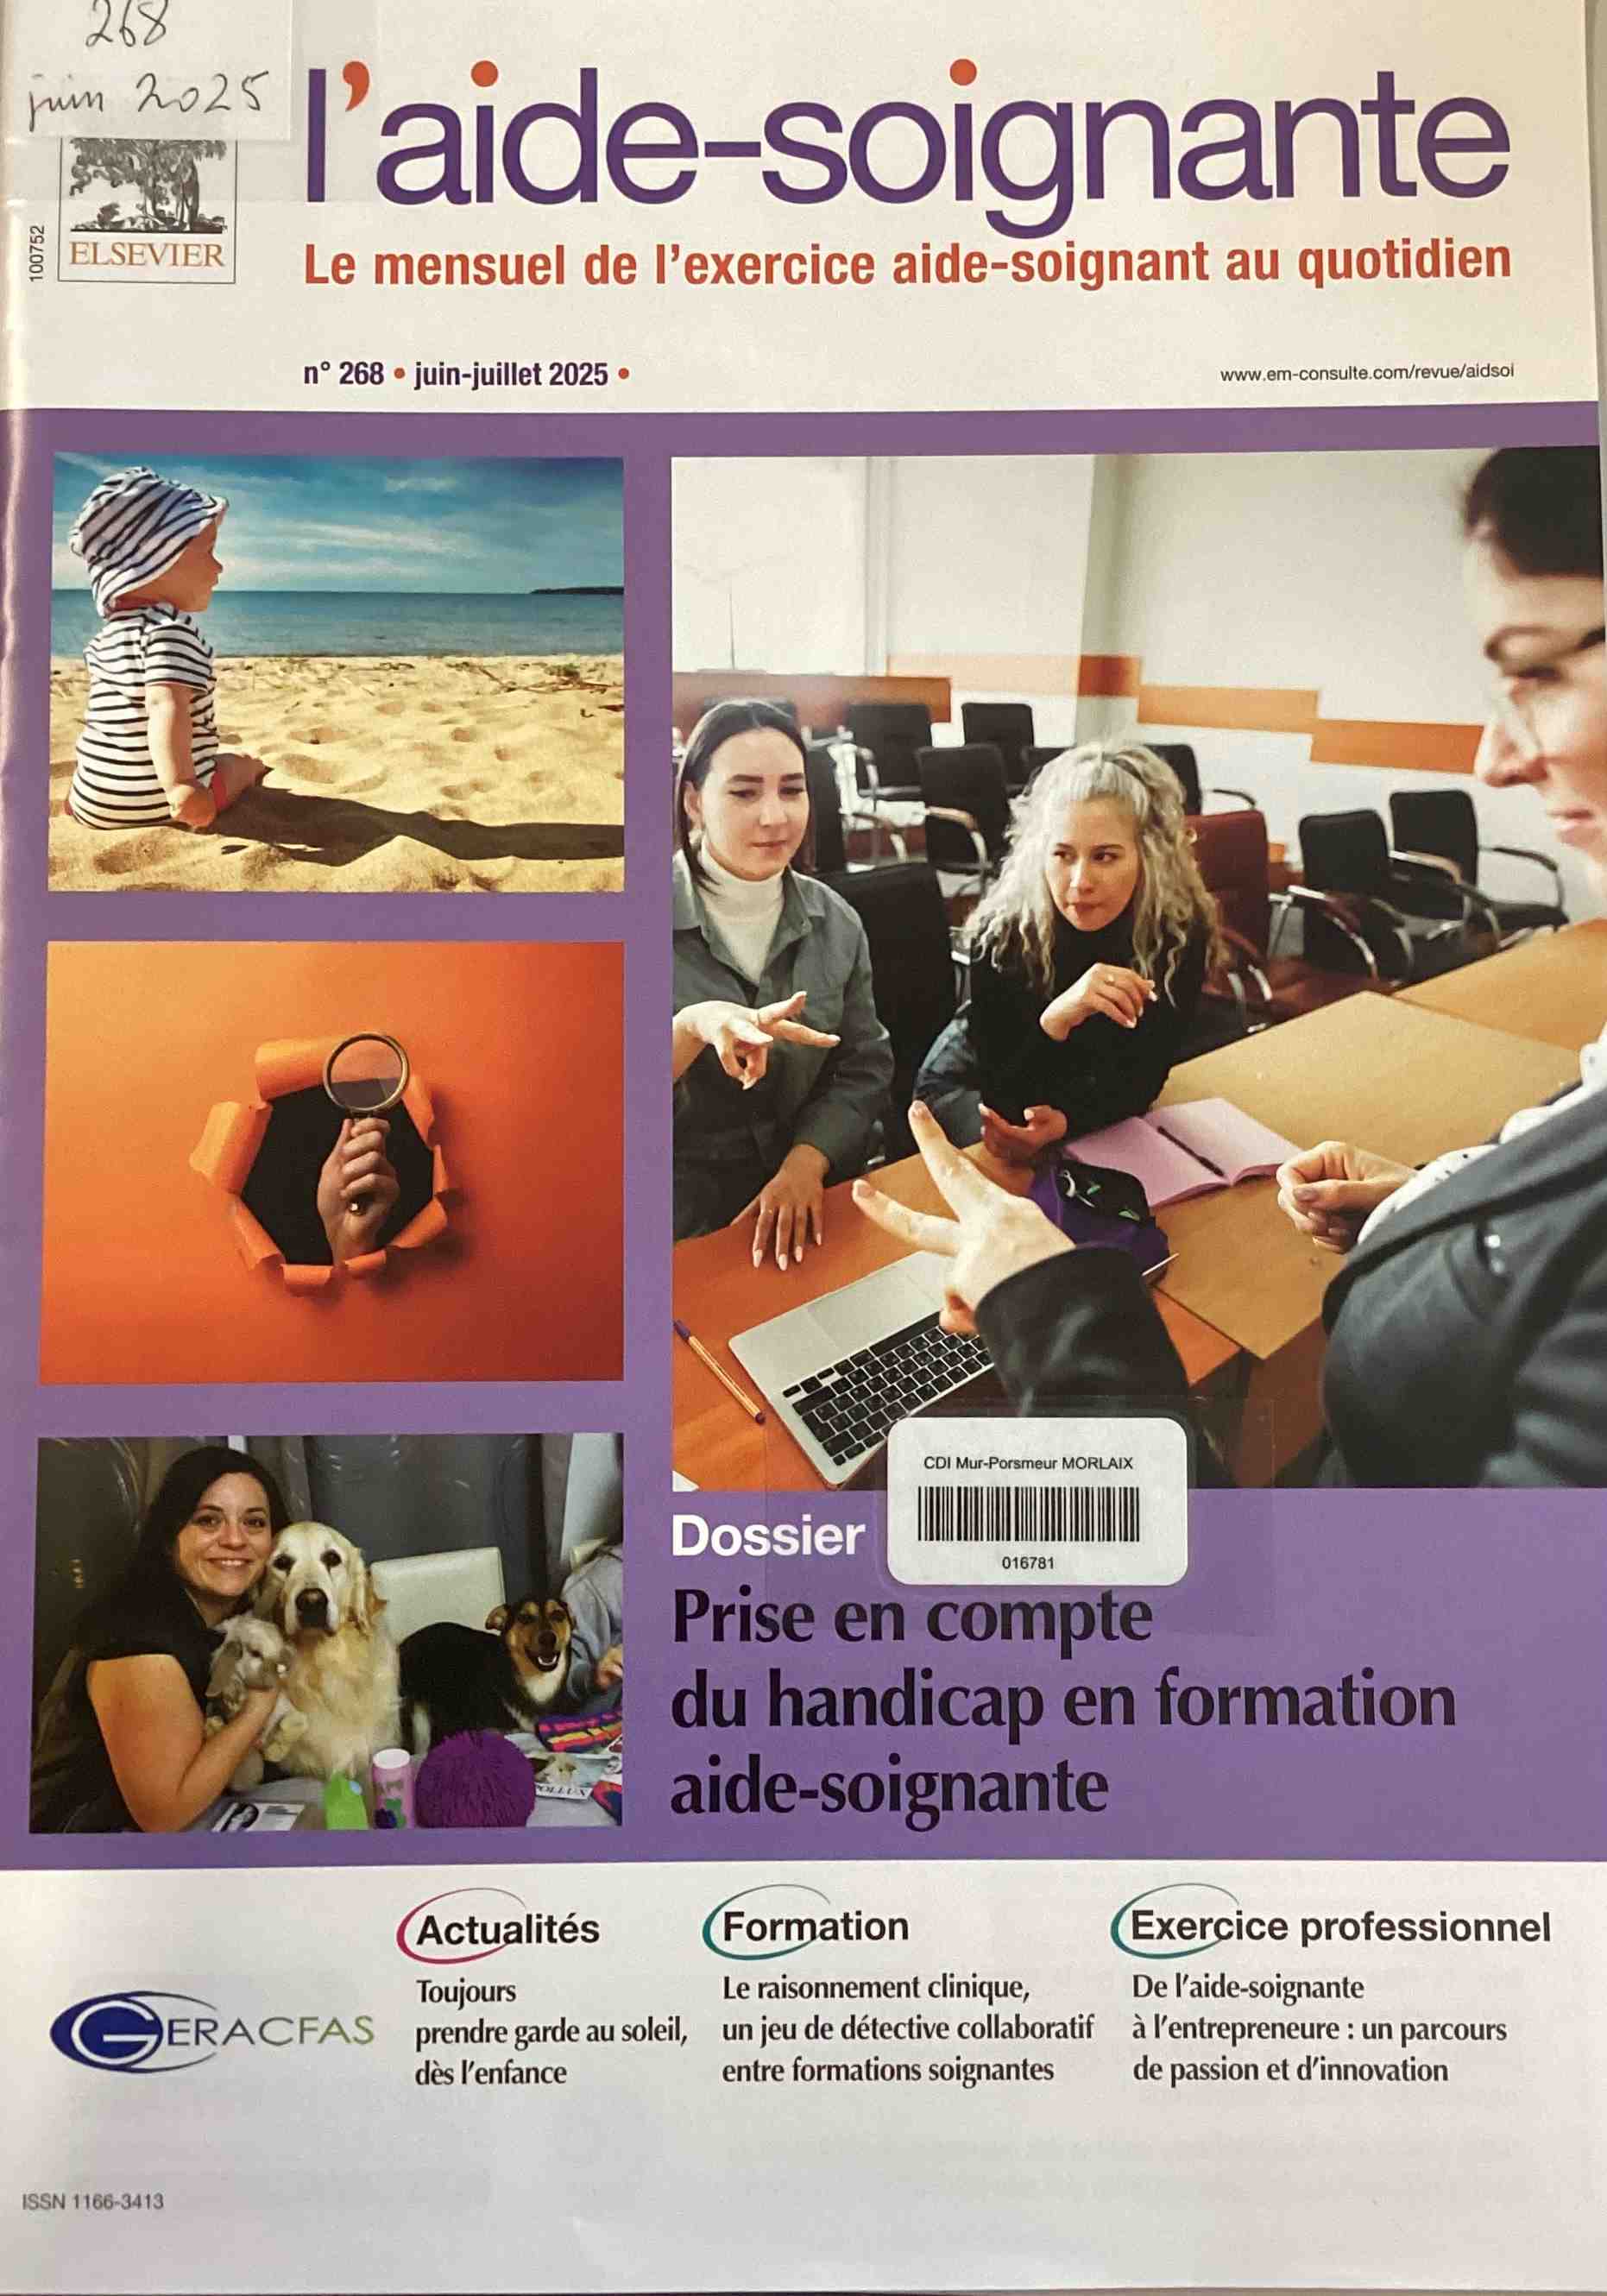 268
juin 2025
l'aide-soignante
Le mensuel de l'exercice aide-soignant au quotidien
100752
ELSEVIER
n° 268 • juin-juillet 2025 •
www.em-consulte.com/revue/aidsoi
CDI Mur-Porsmeur MORLAIX
016781
Dossier
Prise en compte
du handicap en formation
aide-soignante
GERACFAS
Actualités
Toujours
prendre garde au soleil,
dès l'enfance
Formation
Le raisonnement clinique,
un jeu de détective collaboratif
entre formations soignantes
Exercice professionnel
De l'aide-soignante
à l'entrepreneure : un parcours
de passion et d'innovation
ISSN 1166-3413